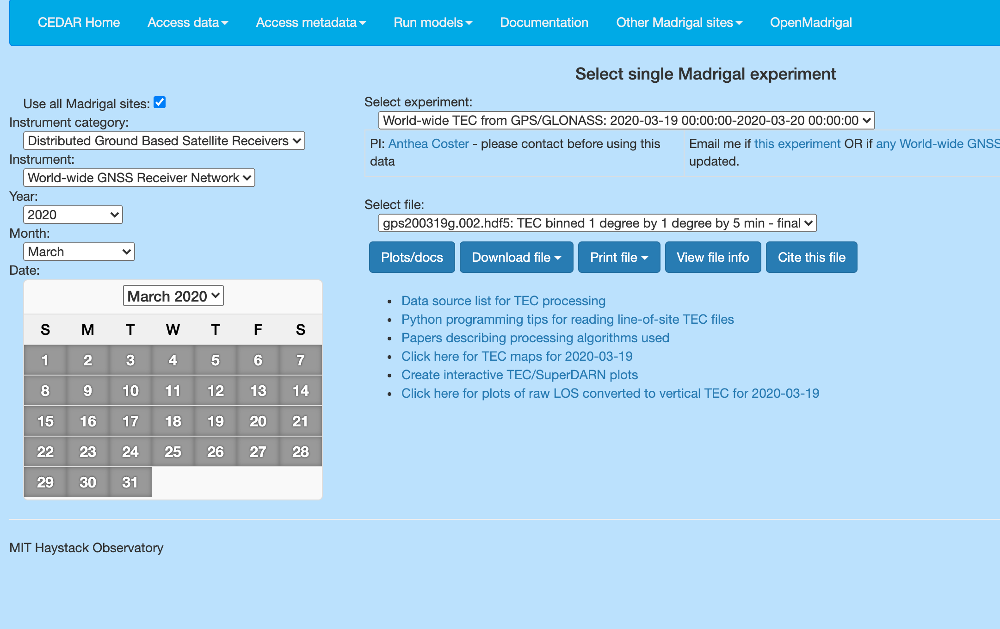 CEDAR Home Access data Access metadata Run models Documentation Other Madrigal sites OpenMadrigal
Select single Madrigal experiment
Use all Madrigal sites:
Instrument category:
Distributed Ground Based Satellite Receivers
Instrument:
World-wide GNSS Receiver Network
Year:
2020
Month:
March
Date:
March 2020
S M T W T F S
1 2 3 4 5 6 7
8 9 10 11 12 13 14
15 16 17 18 19 20 21
22 23 24 25 26 27 28
29 30 31
Select experiment:
World-wide TEC from GPS/GLONASS: 2020-03-19 00:00:00-2020-03-20 00:00:00
PI: Anthea Coster - please contact before using this
data
Email me if this experiment OR if any World-wide GNSS
updated.
Select file:
gps200319g.002.hdf5: TEC binned 1 degree by 1 degree by 5 min - final
Plots/docs Download file Print file View file info Cite this file
• Data source list for TEC processing
• Python programming tips for reading line-of-site TEC files
• Papers describing processing algorithms used
• Click here for TEC maps for 2020-03-19
• Create interactive TEC/SuperDARN plots
• Click here for plots of raw LOS converted to vertical TEC for 2020-03-19
MIT Haystack Observatory